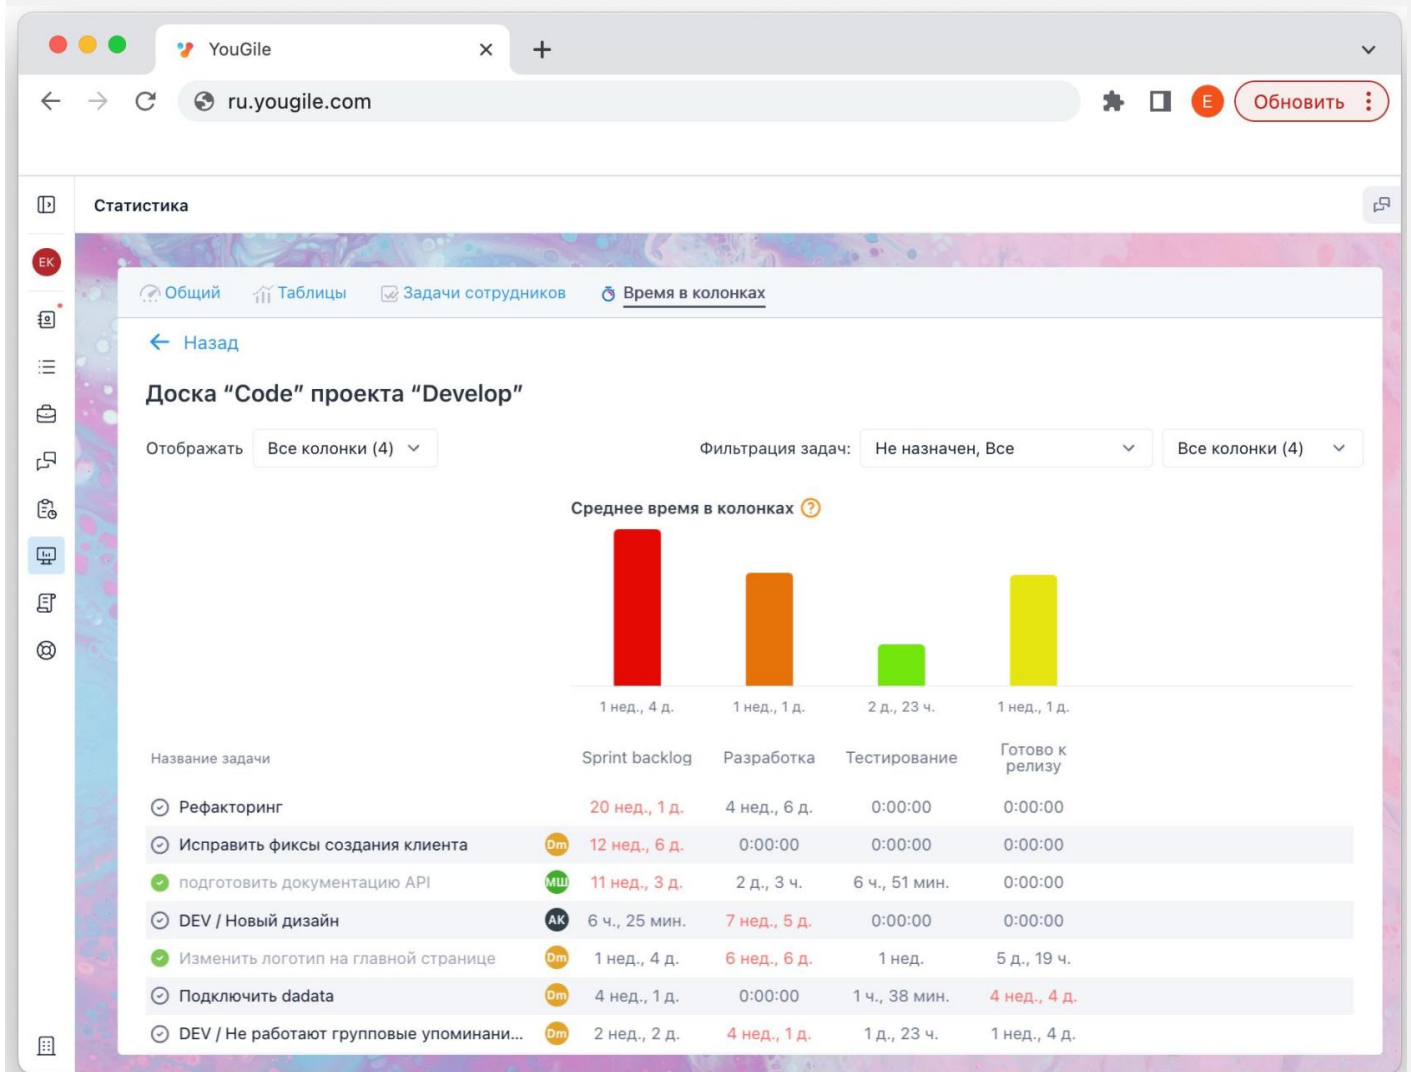 YouGile
ru.yougile.com
E
Обновить
Статистика
EK
Общий Таблицы Задачи сотрудников Время в колонках
Назад
Доска “Code” проекта “Develop”
Отображать Все колонки (4) Фильтрация задач: Не назначен, Все Все колонки (4)
Среднее время в колонках ?
1 нед., 4 д. 1 нед., 1 д. 2 д., 23 ч. 1 нед., 1 д.
Название задачи Sprint backlog Разработка Тестирование Готово к релизу
Рефакторинг 20 нед., 1 д. 4 нед., 6 д. 0:00:00 0:00:00
Исправить фиксы создания клиента Dm 12 нед., 6 д. 0:00:00 0:00:00 0:00:00
подготовить документацию API МШ 11 нед., 3 д. 2 д., 3 ч. 6 ч., 51 мин. 0:00:00
DEV / Новый дизайн AK 6 ч., 25 мин. 7 нед., 5 д. 0:00:00 0:00:00
Изменить логотип на главной странице Dm 1 нед., 4 д. 6 нед., 6 д. 1 нед. 5 д., 19 ч.
Подключить dadata Dm 4 нед., 1 д. 0:00:00 1 ч., 38 мин. 4 нед., 4 д.
DEV / Не работают групповые упоминани... Dm 2 нед., 2 д. 4 нед., 1 д. 1 д., 23 ч. 1 нед., 4 д.